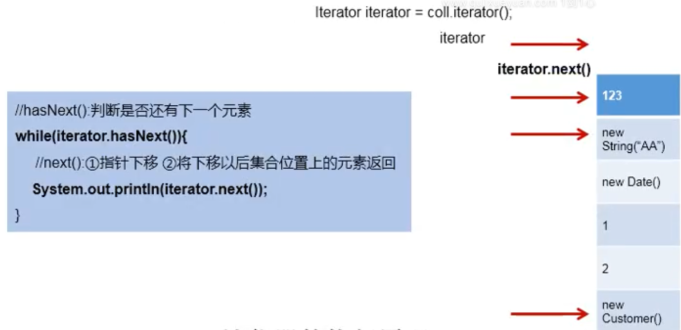 Iterator iterator = coll.iterator();
iterator
iterator.next()
//hasNext():判断是否还有下一个元素
while(iterator.hasNext()){
//next():①指针下移 ②将下移以后集合位置上的元素返回
System.out.println(iterator.next());
}
123
new
String("AA")
new Date()
1
2
new
Customer()